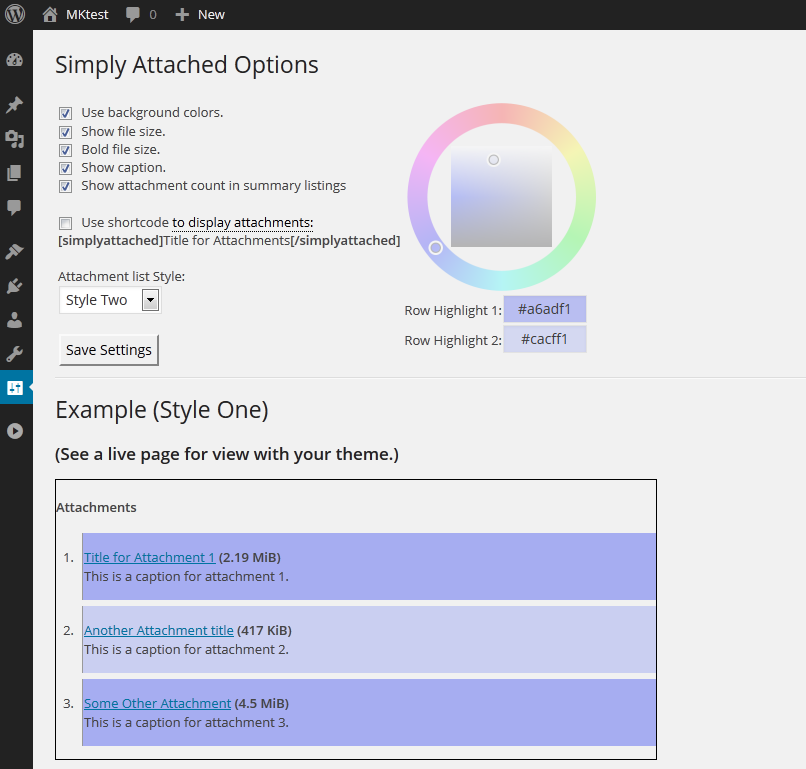 MKtest 0 New
Simply Attached Options
Use background colors.
Show file size.
Bold file size.
Show caption.
Show attachment count in summary listings
Use shortcode to display attachments:
[simplyattached]Title for Attachments[/simplyattached]
Attachment list Style:
Style Two
Save Settings
Row Highlight 1: #a6adf1
Row Highlight 2: #cacff1
Example (Style One)
(See a live page for view with your theme.)
Attachments
1. Title for Attachment 1 (2.19 MiB)
This is a caption for attachment 1.
2. Another Attachment title (417 KiB)
This is a caption for attachment 2.
3. Some Other Attachment (4.5 MiB)
This is a caption for attachment 3.